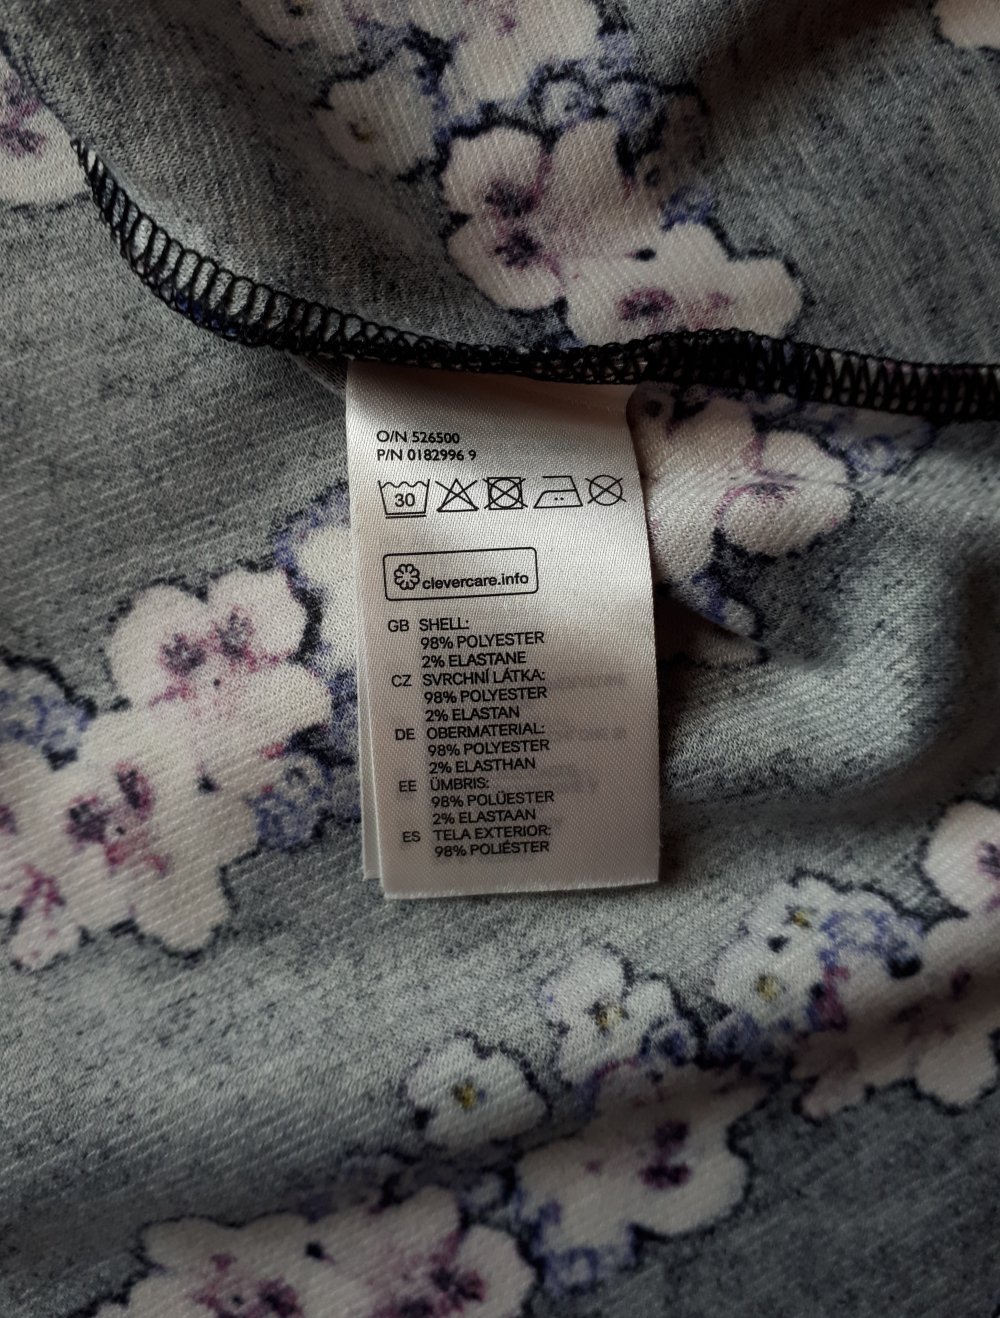 O/N 526500
P/N 0182996 9
30
clevercare.info
GB SHELL:
98% POLYESTER
2% ELASTANE
CZ SVRCHNÍ LÁTKA:
98% POLYESTER
2% ELASTAN
DE OBERMATERIAL:
98% POLYESTER
2% ELASTHAN
EE ÜMBRIS:
98% POLÜESTER
2% ELASTAAN
ES TELA EXTERIOR:
98% POLIÉSTER